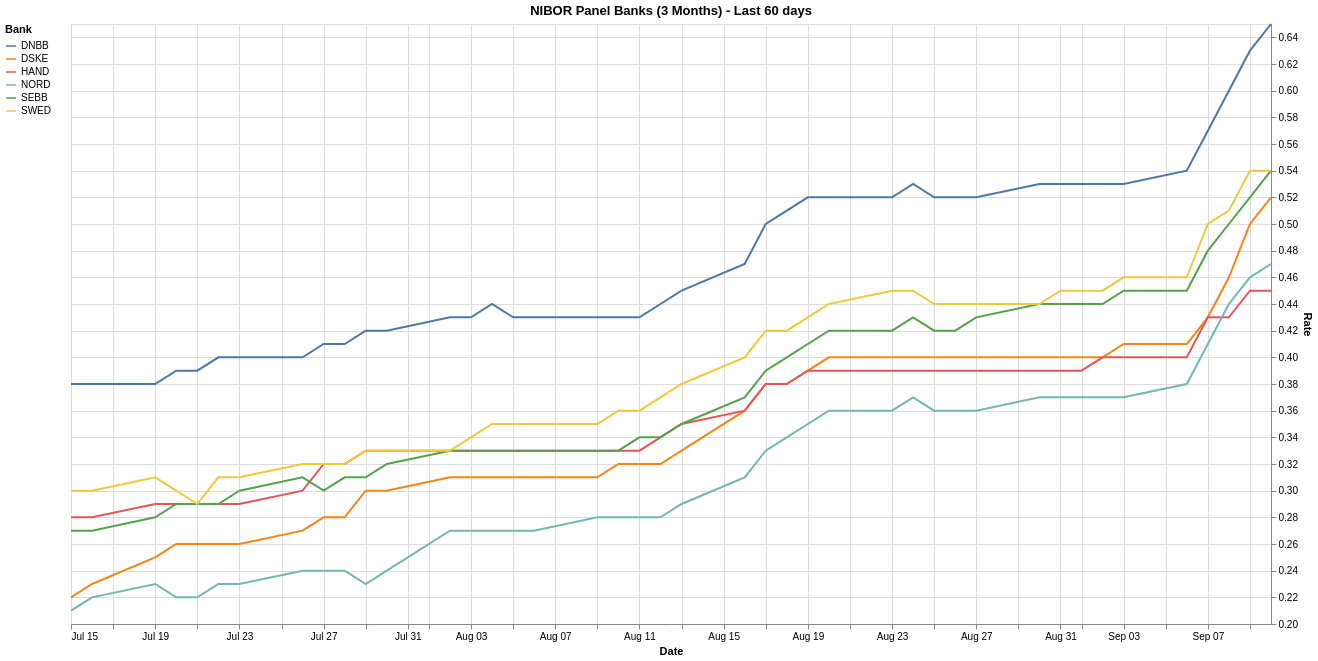 NIBOR Panel Banks (3 Months) - Last 60 days
Bank
DNBB
DSKE
HAND
NORD
SEBB
SWED
0.64
0.62
0.60
0.58
0.56
0.54
0.52
0.50
0.48
0.46
0.44
0.42
0.40
0.38
0.36
0.34
0.32
0.30
0.28
0.26
0.24
0.22
0.20
Rate
Jul 15 Jul 19 Jul 23 Jul 27 Jul 31 Aug 03 Aug 07 Aug 11 Aug 15 Aug 19 Aug 23 Aug 27 Aug 31 Sep 03 Sep 07
Date